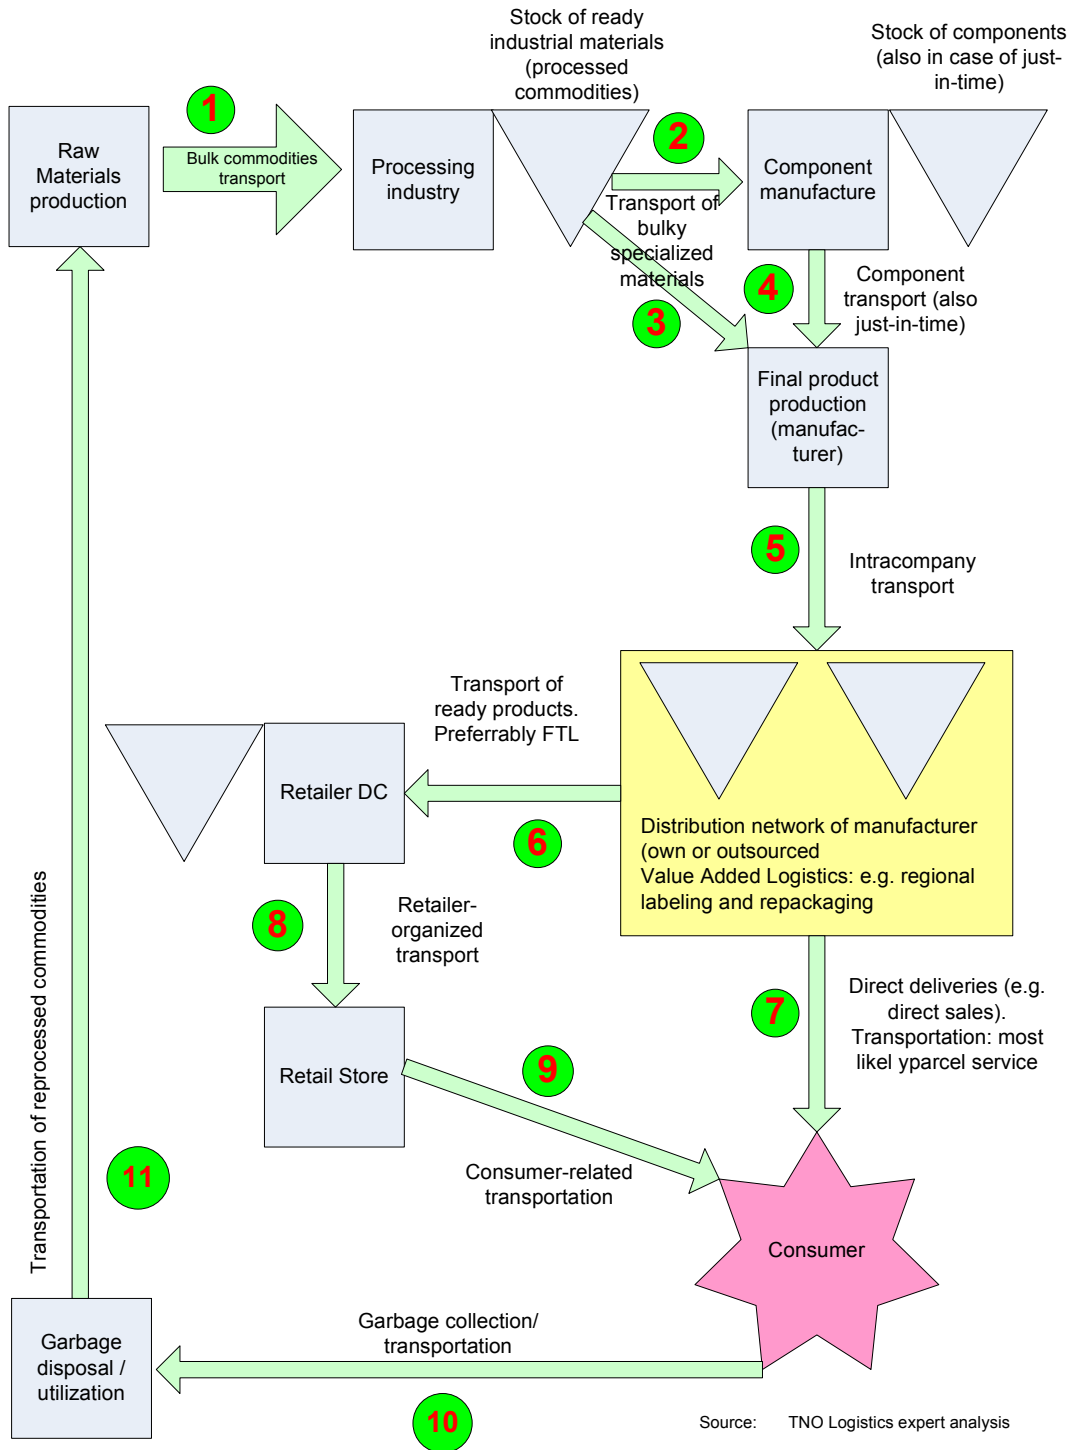 Stock of ready
industrial materials
(processed
commodities)
Stock of components
(also in case of just-
in-time)
1
Raw
Materials
production
Bulk commodities
transport
Processing
industry
2
Component
manufacture
Transport of
bulky
specialized
materials
3
4
Component
transport (also
just-in-time)
Final product
production
(manufac-
turer)
5
Intracompany
transport
Transport of
ready products.
Preferrably FTL
Retailer DC
6
Distribution network of manufacturer
(own or outsourced
Value Added Logistics: e.g. regional
labeling and repackaging
8
Retailer-
organized
transport
7
Direct deliveries (e.g.
direct sales).
Transportation: most
likel yparcel service
Retail Store
9
Consumer-related
transportation
Consumer
Transportation of reprocessed commodities
11
Garbage
disposal /
utilization
Garbage collection/
transportation
10
Source: TNO Logistics expert analysis